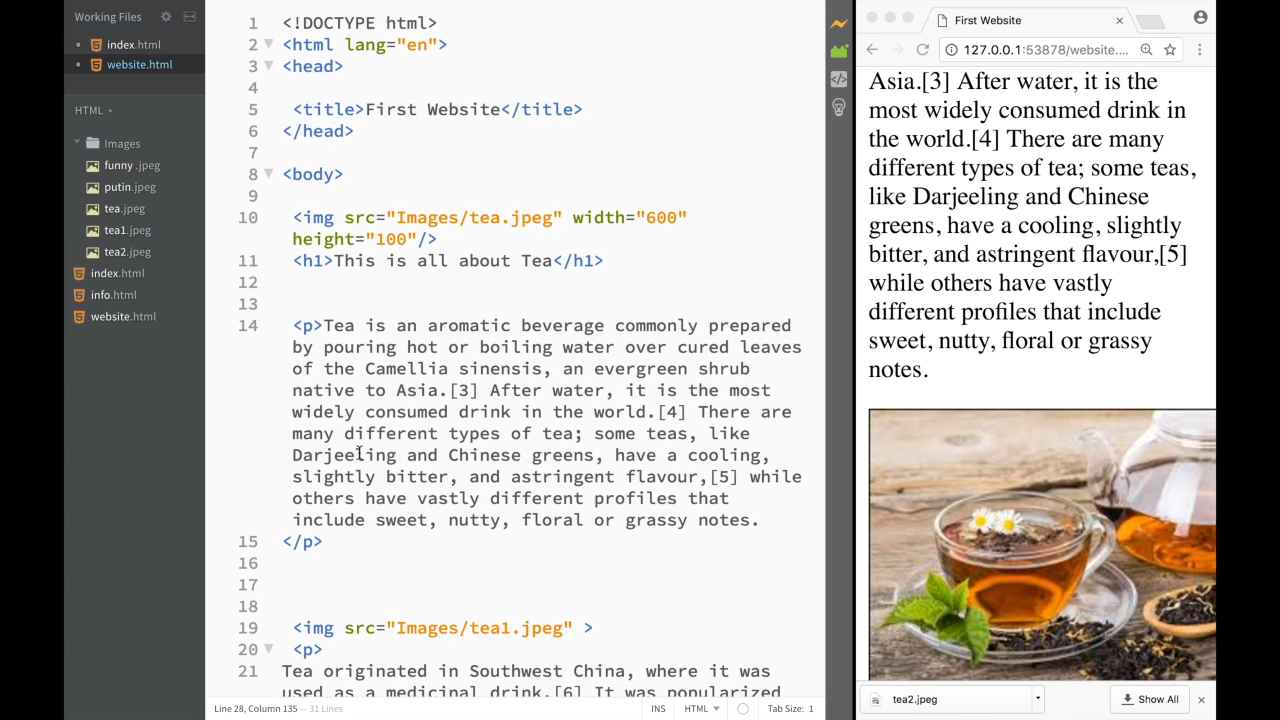 Working Files
index.html
website.html
HTML
Images
funny .jpeg
putin.jpeg
tea.jpeg
tea1.jpeg
tea2.jpeg
index.html
info.html
website.html
1 <!DOCTYPE html>
2 <html lang="en">
3 <head>
4
5 <title>First Website</title>
6 </head>
7
8 <body>
9
10 <img src="Images/tea.jpeg" width="600"
height="100"/>
11 <h1>This is all about Tea</h1>
12
13
14 <p>Tea is an aromatic beverage commonly prepared
by pouring hot or boiling water over cured leaves
of the Camellia sinensis, an evergreen shrub
native to Asia.[3] After water, it is the most
widely consumed drink in the world.[4] There are
many different types of tea; some teas, like
Darjeeling and Chinese greens, have a cooling,
slightly bitter, and astringent flavour,[5] while
others have vastly different profiles that
include sweet, nutty, floral or grassy notes.
15 </p>
16
17
18
19 <img src="Images/tea1.jpeg" >
20 <p>
21 Tea originated in Southwest China, where it was
used as a medicinal drink.[6] It was popularized
Line 28, Column 135 — 31 Lines
INS
HTML
Tab Size: 1
First Website
127.0.0.1:53878/website....
Asia.[3] After water, it is the
most widely consumed drink in
the world.[4] There are many
different types of tea; some teas,
like Darjeeling and Chinese
greens, have a cooling, slightly
bitter, and astringent flavour,[5]
while others have vastly
different profiles that include
sweet, nutty, floral or grassy
notes.
tea2.jpeg
Show All